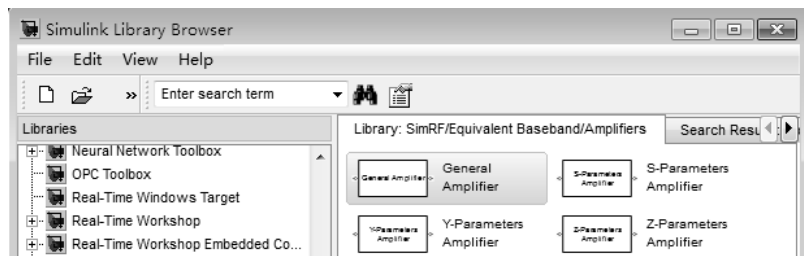 Simulink Library Browser
File Edit View Help
» Enter search term
Libraries
Neural Network Toolbox
OPC Toolbox
Real-Time Windows Target
Real-Time Workshop
Real-Time Workshop Embedded Co...
Library: SimRF/Equivalent Baseband/Amplifiers Search Resu
General Amplifier
General
Amplifier
S-Parameters
Amplifier
S-Parameters
Amplifier
Y-Parameters
Amplifier
Y-Parameters
Amplifier
Z-Parameters
Amplifier
Z-Parameters
Amplifier